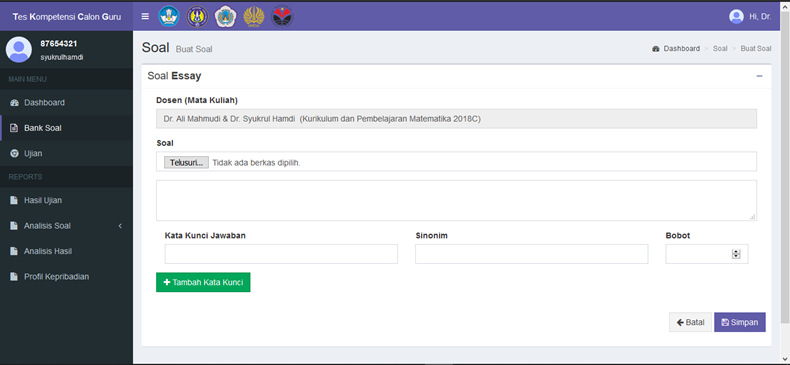 Tes Kompetensi Calon Guru
Hi, Dr.
87654321
syukrulhamdi
MAIN MENU
Dashboard
Bank Soal
Ujian
REPORTS
Hasil Ujian
Analisis Soal
Analisis Hasil
Profil Kepribadian
Soal Buat Soal
Dashboard > Soal > Buat Soal
Soal Essay
Dosen (Mata Kuliah)
Dr. Ali Mahmudi & Dr. Syukrul Hamdi (Kurikulum dan Pembelajaran Matematika 2018C)
Soal
Telusuri... Tidak ada berkas dipilih.
Kata Kunci Jawaban Sinonim Bobot
+ Tambah Kata Kunci
Batal Simpan